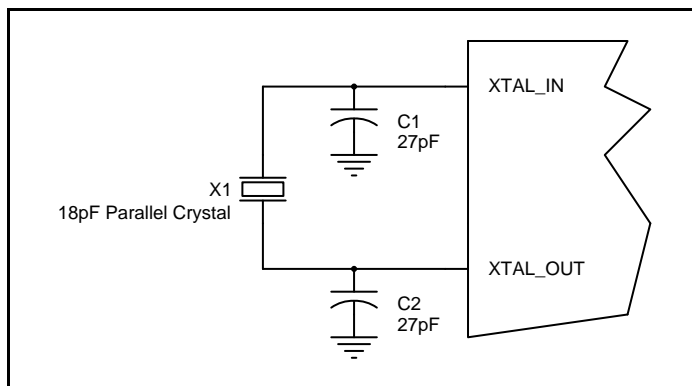 XTAL_IN
C1
27pF
X1
18pF Parallel Crystal
XTAL_OUT
C2
27pF